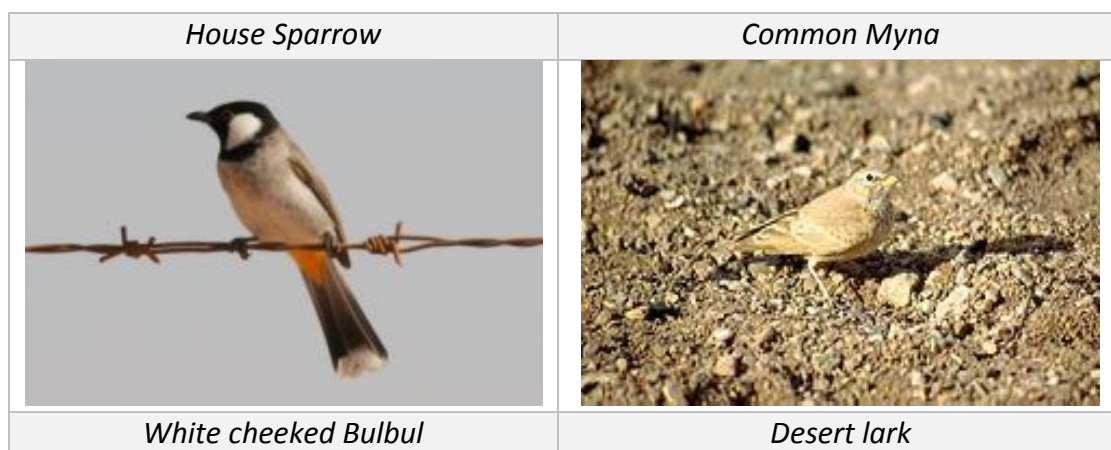 House Sparrow
Common Myna
White cheeked Bulbul
Desert lark